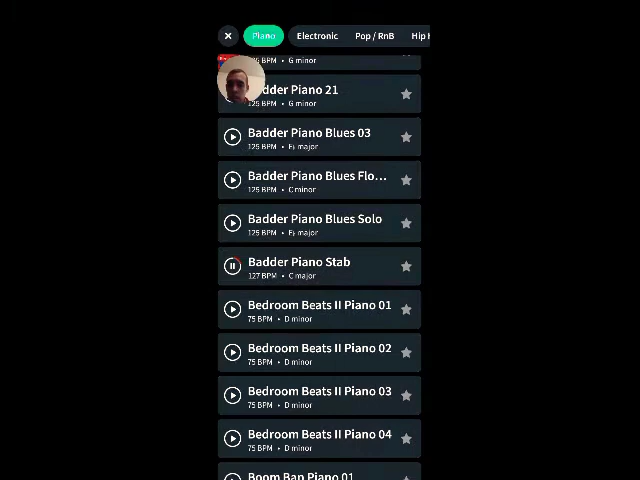 Piano
Electronic
Pop / RnB
Hip
G minor
Piano 21
125 BPM • G minor
Badder Piano Blues 03
125 BPM • E♭ major
Badder Piano Blues Flo...
125 BPM • C minor
Badder Piano Blues Solo
125 BPM • E♭ major
Badder Piano Stab
127 BPM • C major
Bedroom Beats II Piano 01
75 BPM • D minor
Bedroom Beats II Piano 02
75 BPM • D minor
Bedroom Beats II Piano 03
75 BPM • D minor
Bedroom Beats II Piano 04
75 BPM • D minor
Boom Bap Piano 01